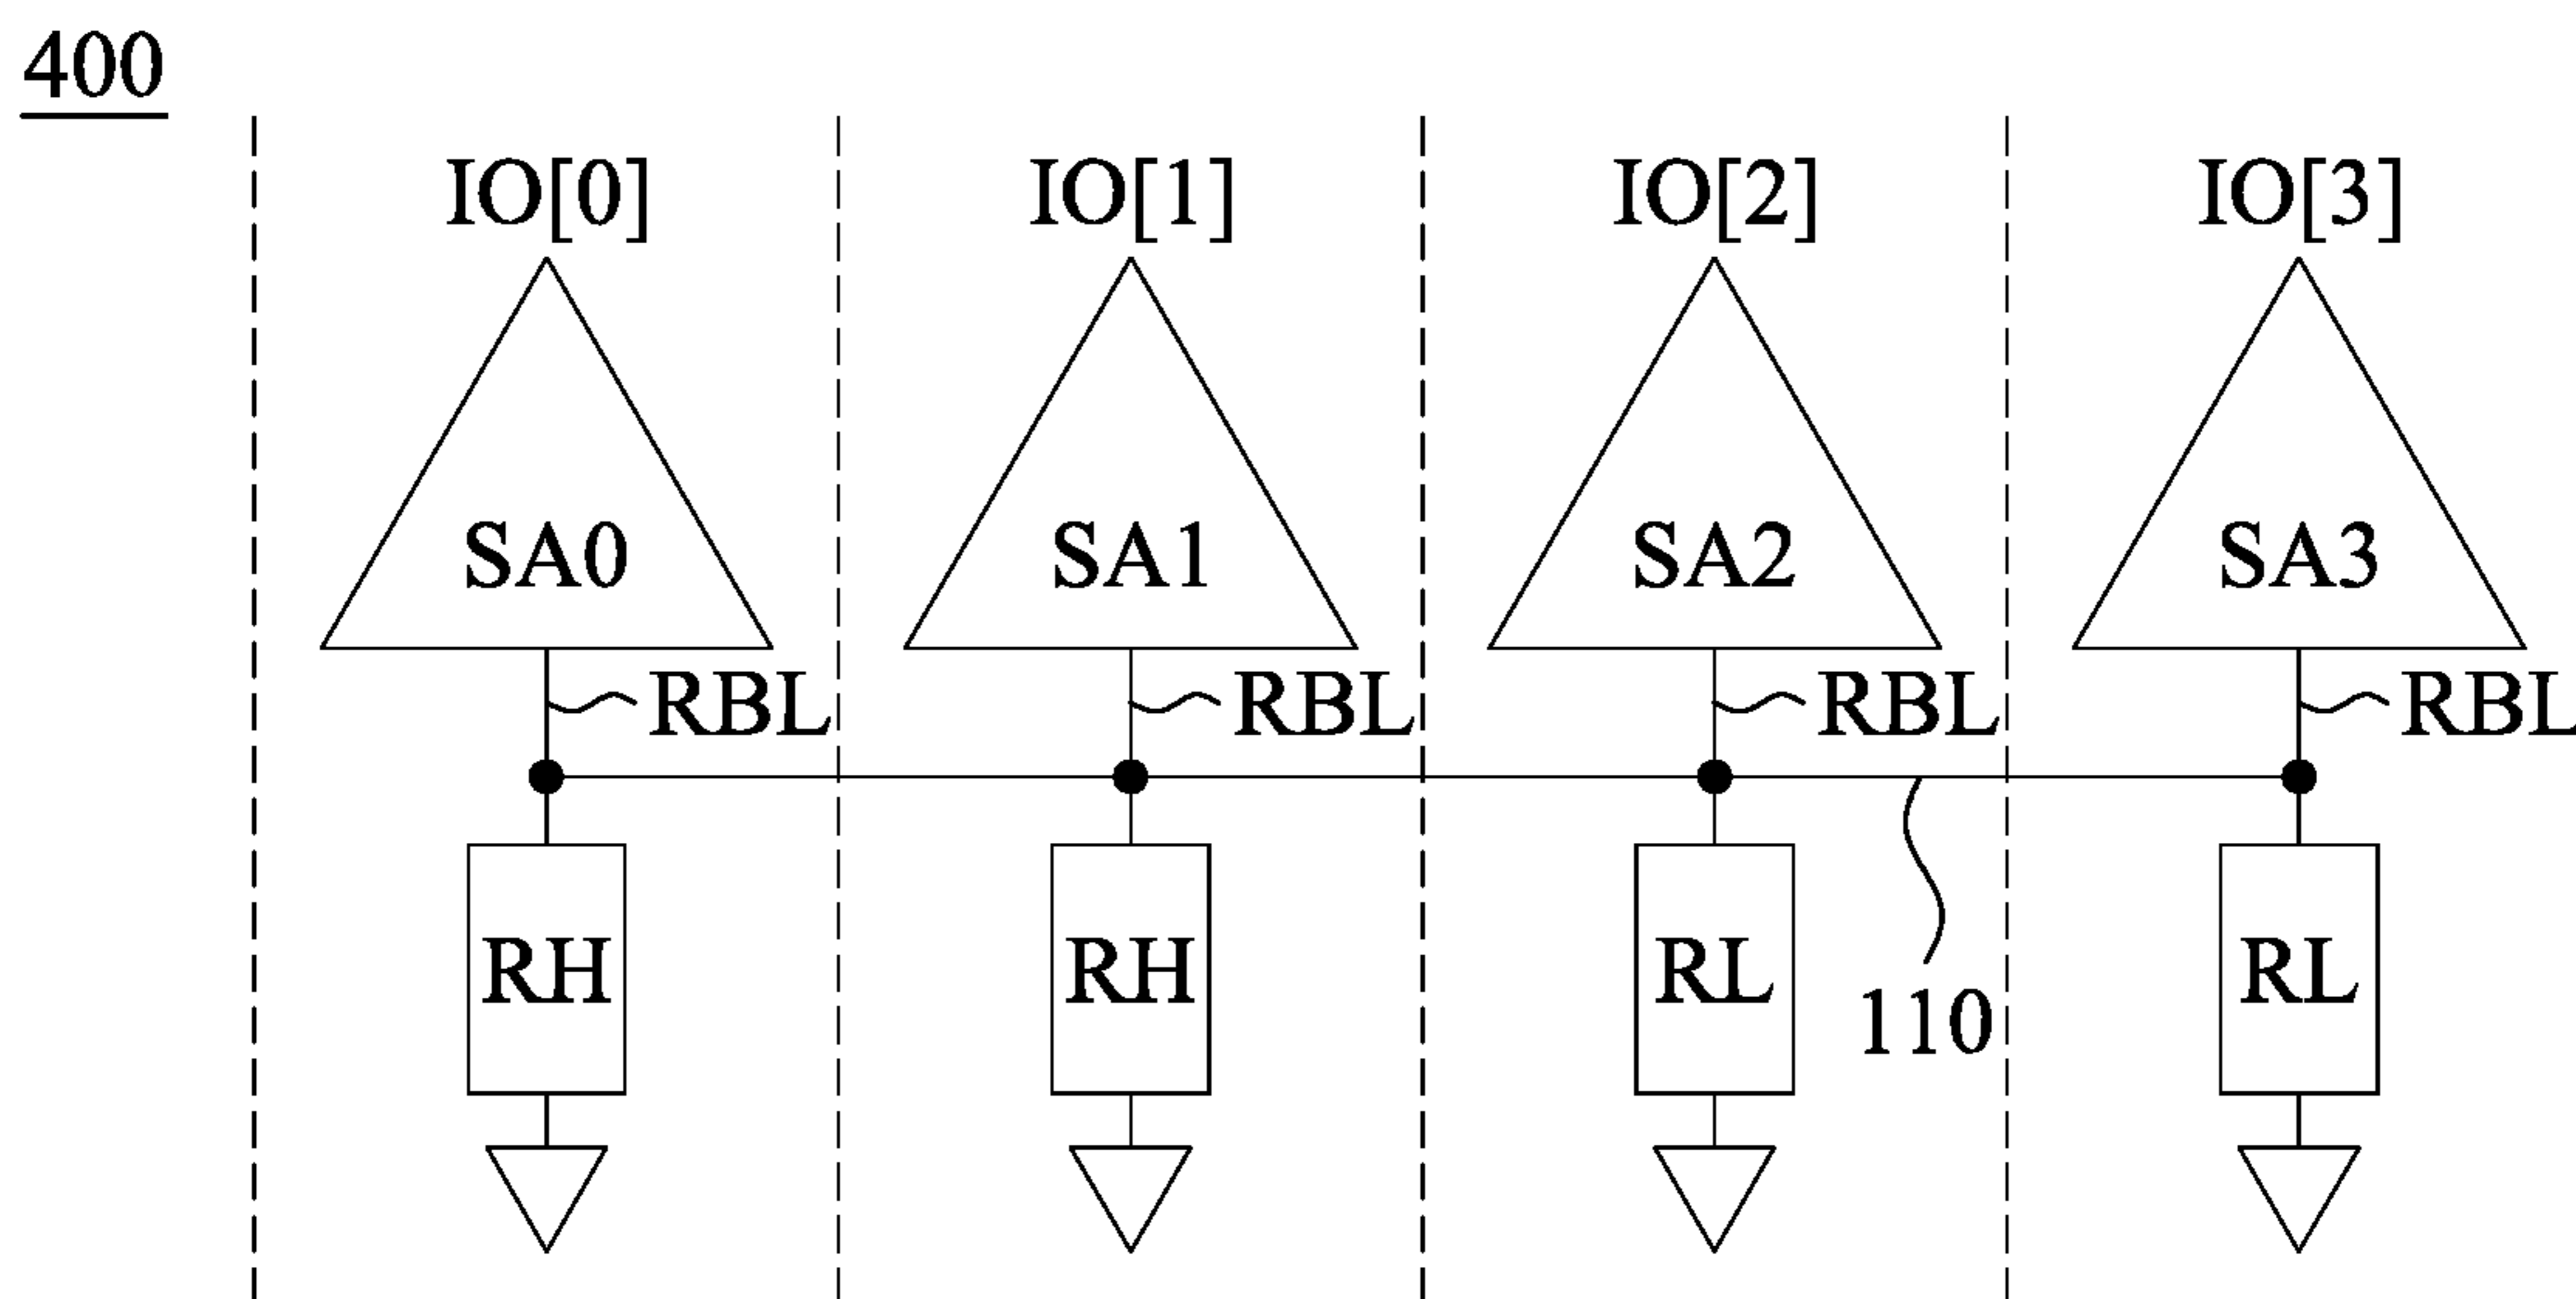 400
IO[0] IO[1] IO[2] IO[3]
SA0 SA1 SA2 SA3
RBL RBL RBL RBL
RH RH RL RL
110